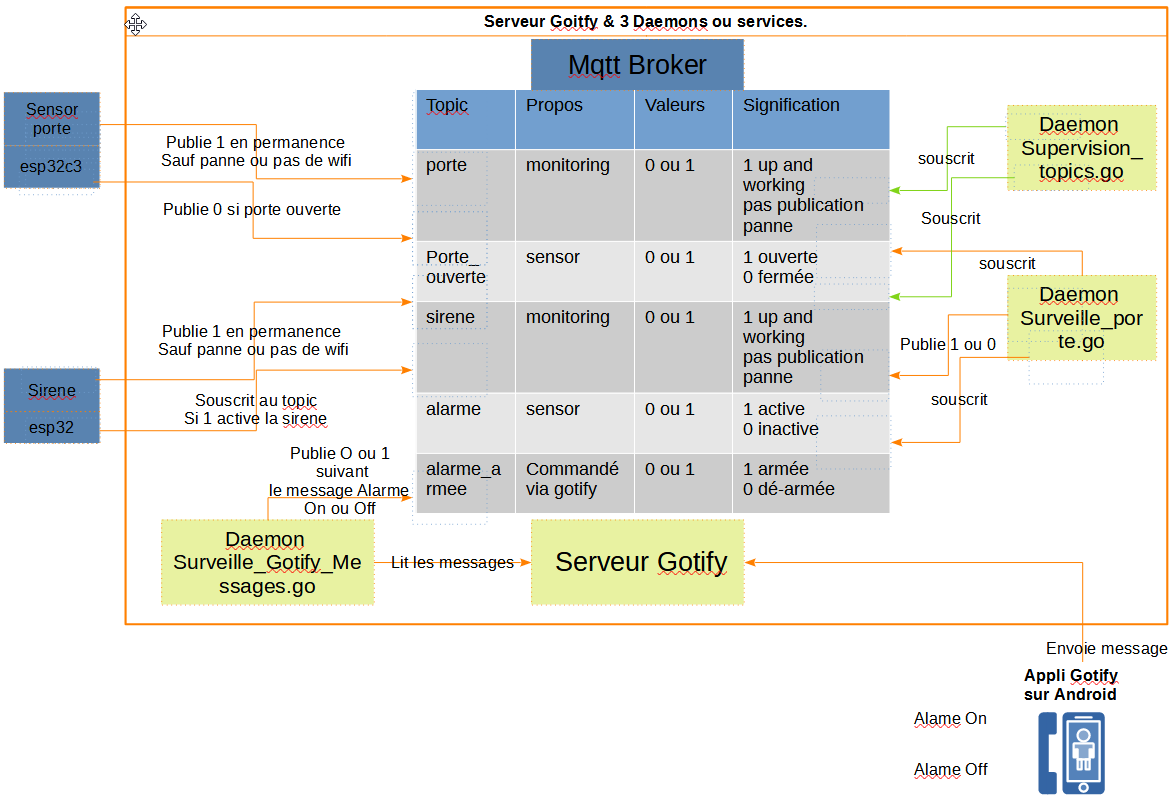 Serveur Goitfy & 3 Daemons ou services.
Mqtt Broker
Topic Propos Valeurs Signification
porte monitoring 0 ou 1 1 up and
working
pas publication
panne
Porte_
ouverte
sensor 0 ou 1 1 ouverte
0 fermée
sirene monitoring 0 ou 1 1 up and
working
pas publication
panne
alarme sensor 0 ou 1 1 active
0 inactive
alarme_a
rmee
Commandé
via gotify
0 ou 1 1 armée
0 dé-armée
Sensor
porte
esp32c3
Publie 1 en permanence
Sauf panne ou pas de wifi
Publie 0 si porte ouverte
Sirene
esp32
Publie 1 en permanence
Sauf panne ou pas de wifi
Souscrit au topic
Si 1 active la sirene
Publie O ou 1
suivant
le message Alarme
On ou Off
Daemon
Surveille_Gotify_Me
ssages.go
Lit les messages
Serveur Gotify
Daemon
Supervision_
topics.go
souscrit
Souscrit
souscrit
Daemon
Surveille_por
te.go
Publie 1 ou 0
souscrit
Envoie message
Appli Gotify
sur Android
Alame On
Alame Off